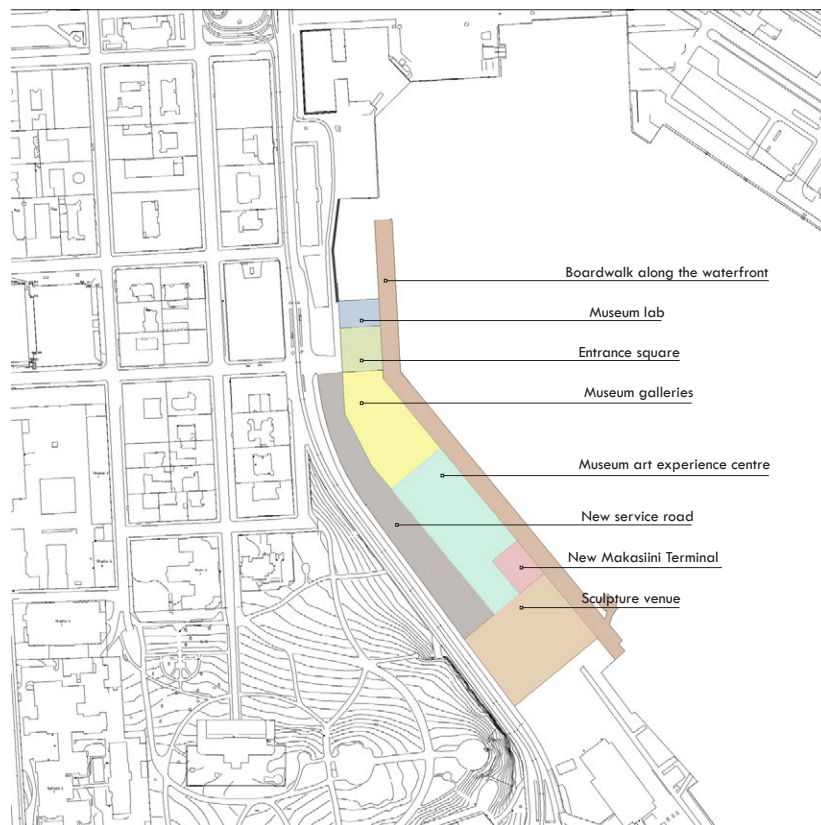 Boardwalk along the waterfront
Museum lab
Entrance square
Museum galleries
Museum art experience centre
New service road
New Makasiini Terminal
Sculpture venue